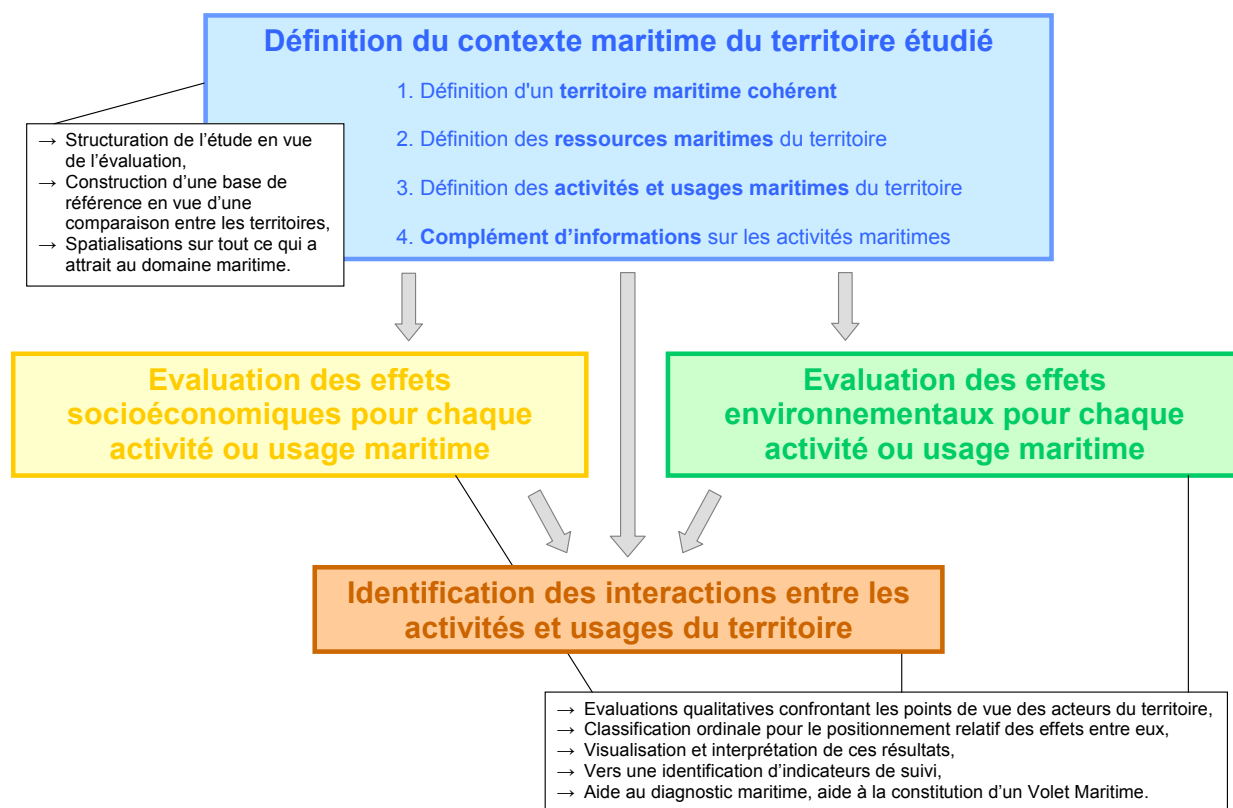 Définition du contexte maritime du territoire étudié
1. Définition d'un territoire maritime cohérent
2. Définition des ressources maritimes du territoire
3. Définition des activités et usages maritimes du territoire
4. Complément d'informations sur les activités maritimes
→ Structuration de l'étude en vue
de l'évaluation,
→ Construction d'une base de
référence en vue d'une
comparaison entre les territoires,
→ Spatialisations sur tout ce qui a
attrait au domaine maritime.
Evaluation des effets
socioéconomiques pour chaque
activité ou usage maritime
Evaluation des effets
environnementaux pour chaque
activité ou usage maritime
Identification des interactions entre les
activités et usages du territoire
→ Evaluations qualitatives confrontant les points de vue des acteurs du territoire,
→ Classification ordinale pour le positionnement relatif des effets entre eux,
→ Visualisation et interprétation de ces résultats,
→ Vers une identification d'indicateurs de suivi,
→ Aide au diagnostic maritime, aide à la constitution d'un Volet Maritime.